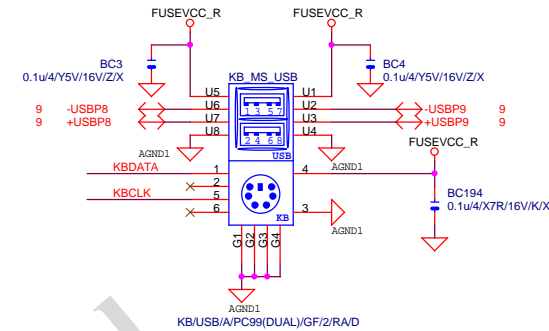 FUSEVCC_R FUSEVCC_R
BC3 BC4
0.1u/4/Y5V/16V/Z/X KB_MS_USB 0.1u/4/Y5V/16V/Z/X
U5 U1
9 -USBP8 U6 U2 -USBP9 9
9 +USBP8 U7 1 3 5 7 U3 +USBP9 9
U8 2 4 6 8 U4
FUSEVCC_R
AGND1 USB AGND1
KBDATA 1 4
2
KBCLK 5 BC194
6 KB 3 0.1u/4/X7R/16V/K/X
AGND1
G1 G2 G3 G4
AGND1
KB/USB/A/PC99(DUAL)/GF/2/RA/D